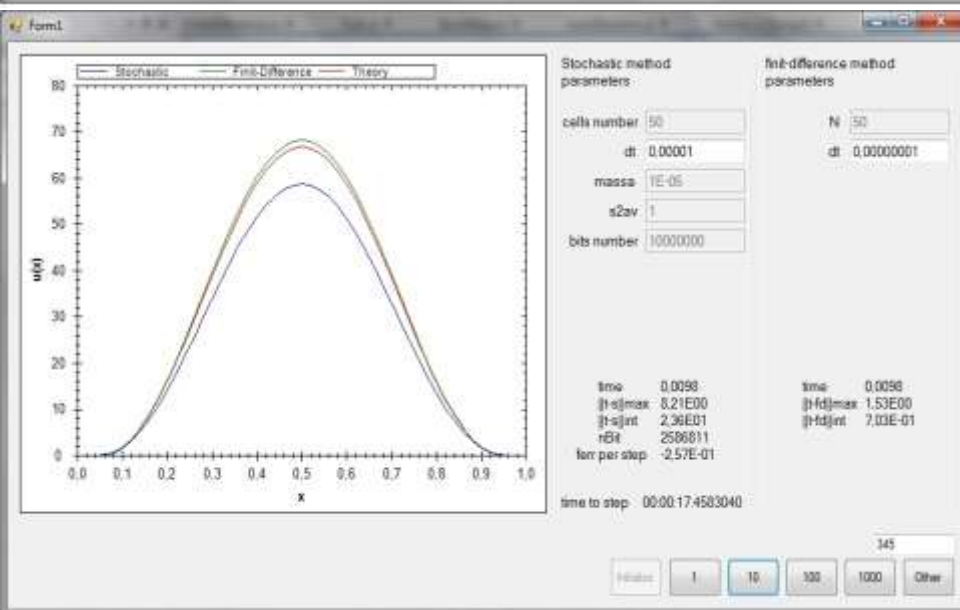 Form1
Stochastic Finit-Difference Theory
80
70
60
50
40
30
20
10
0
u(x)
0,0 0,1 0,2 0,3 0,4 0,5 0,6 0,7 0,8 0,9 1,0
x
Stochastic method
parameters
cells number 50
dt 0,00001
massa 1E-05
s2av 1
bits number 10000000
time 0,0098
||t-s||max 8,21E00
||t-s||int 2,36E01
nBit 2586811
ferr per step -2,57E-01
time to step 00:00:17.4583040
finit-difference method
parameters
N 50
dt 0,00000001
time 0,0098
||t-fd||max 1,53E00
||t-fd||int 7,03E-01
345
Initialize 1 10 100 1000 Other